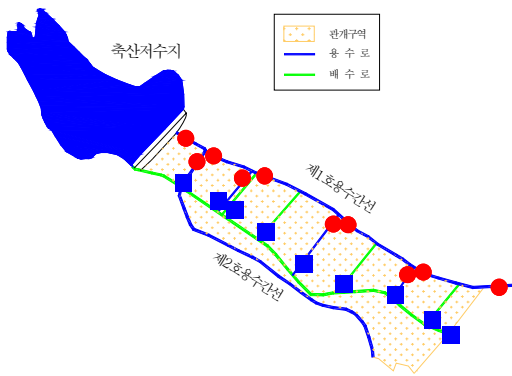 축산저수지
관개구역
용 수 로
배 수 로
제1호용수간선
제2호용수간선